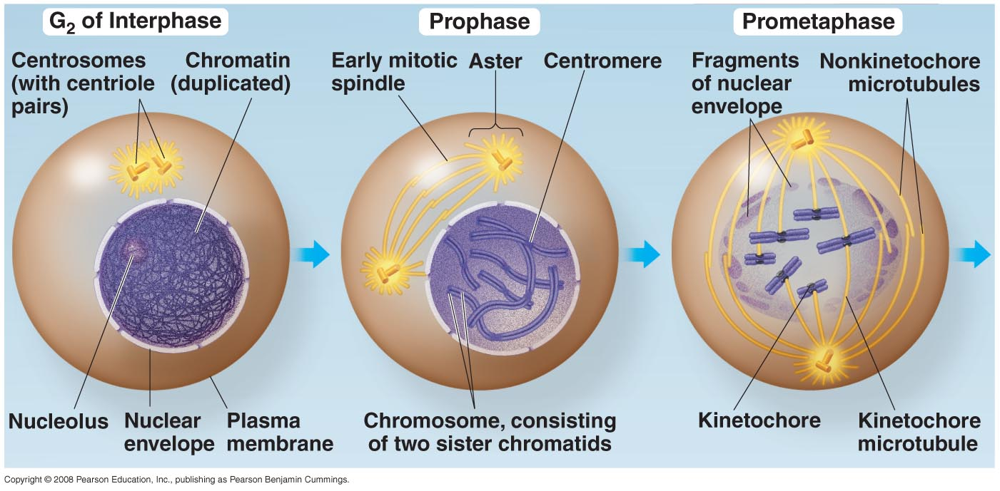 G₂ of Interphase
Prophase
Prometaphase
Centrosomes
(with centriole
pairs)
Chromatin
(duplicated)
Early mitotic
spindle
Aster
Centromere
Fragments
of nuclear
envelope
Nonkinetochore
microtubules
Nucleolus
Nuclear
envelope
Plasma
membrane
Chromosome, consisting
of two sister chromatids
Kinetochore
Kinetochore
microtubule
Copyright © 2008 Pearson Education, Inc., publishing as Pearson Benjamin Cummings.